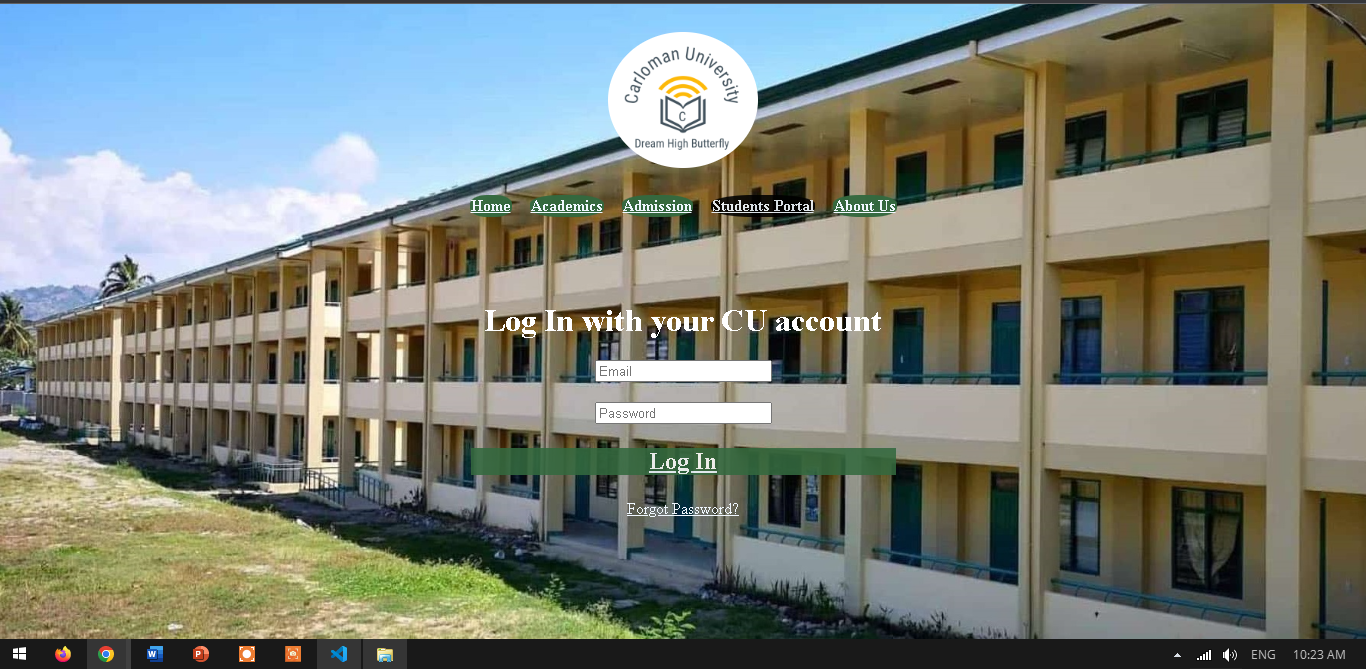 Carloman University
C
Dream High Butterfly
Home Academics Admission Students Portal About Us
Log In with your CU account
Email
Password
Log In
Forgot Password?
ENG 10:23 AM